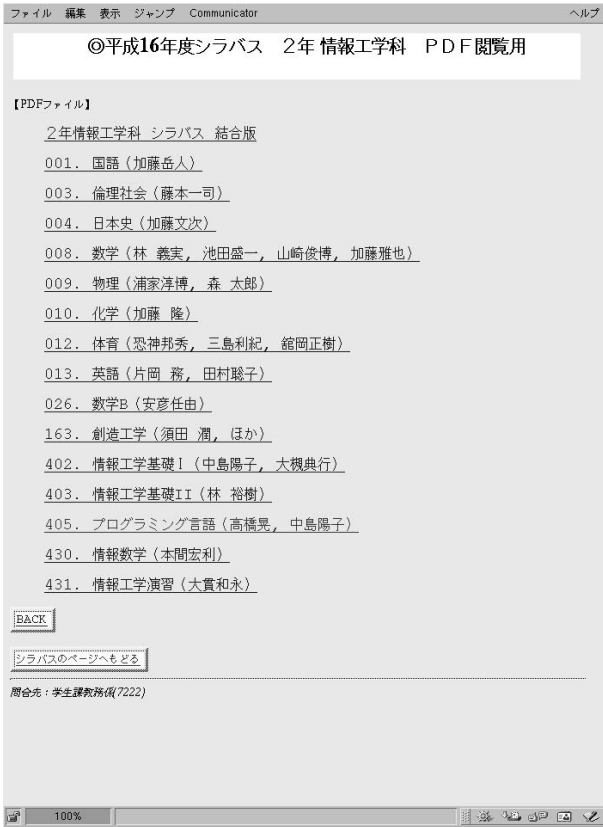 ファイル 編集 表示 ジャンプ Communicator ヘルプ
◎平成16年度シラバス　２年 情報工学科　ＰＤＦ閲覧用
【PDFファイル】
２年情報工学科 シラバス 結合版
001. 国語（加藤岳人）
003. 倫理社会（藤本一司）
004. 日本史（加藤文次）
008. 数学（林 義実, 池田盛一, 山崎俊博, 加藤雅也）
009. 物理（浦家淳博, 森 太郎）
010. 化学（加藤 隆）
012. 体育（恐神邦秀, 三島利紀, 舘岡正樹）
013. 英語（片岡 務, 田村聡子）
026. 数学B（安彦任由）
163. 創造工学（須田 潤, ほか）
402. 情報工学基礎Ｉ（中島陽子, 大槻典行）
403. 情報工学基礎II（林 裕樹）
405. プログラミング言語（高橋晃, 中島陽子）
430. 情報数学（本間宏利）
431. 情報工学演習（大貫和永）
BACK
シラバスのページへもどる
問合先：学生課教務係(7222)
100%